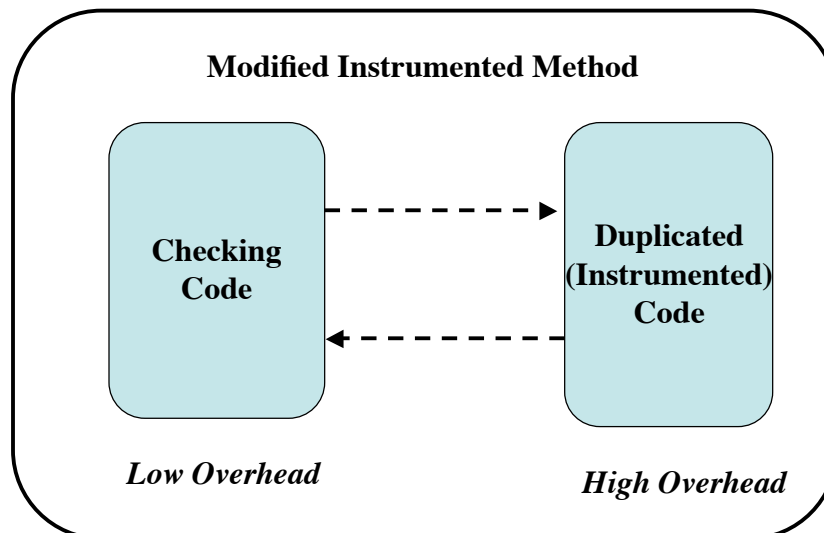 Modified Instrumented Method
Checking
Code
Duplicated
(Instrumented)
Code
Low Overhead
High Overhead